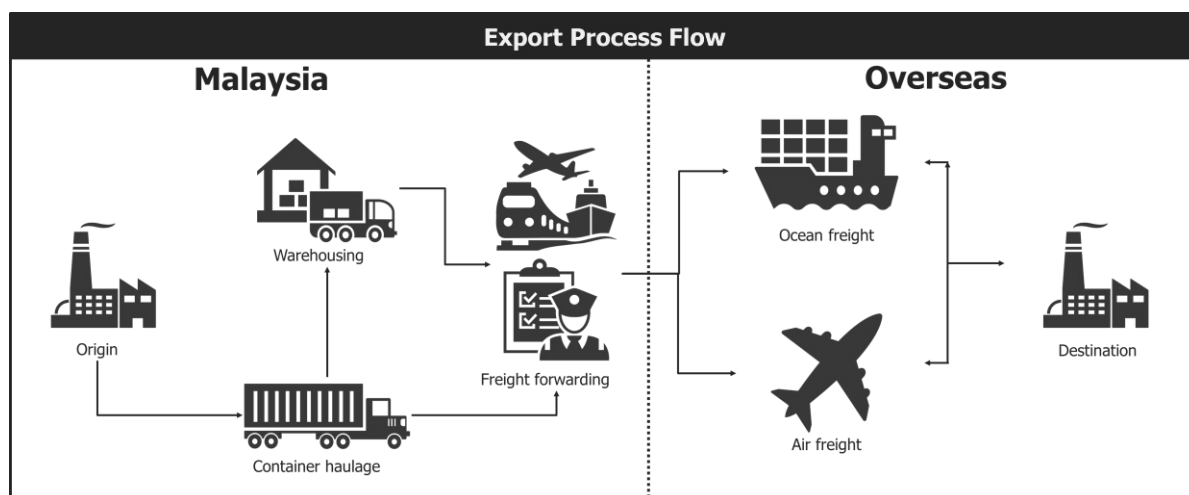 Export Process Flow
Malaysia
Overseas
Ocean freight
Warehousing
Origin
Destination
Freight forwarding
Air freight
Container haulage